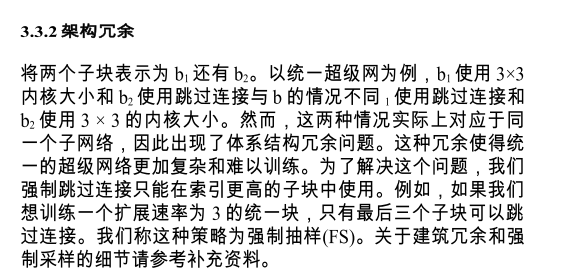 3.3.2 架构冗余
将两个子块表示为 b₁ 还有 b₂。以统一超级网为例，b₁ 使用 3×3
内核大小和 b₂ 使用跳过连接与 b 的情况不同 ₁ 使用跳过连接和
b₂ 使用 3 × 3 的内核大小。然而，这两种情况实际上对应于同
一个子网络，因此出现了体系结构冗余问题。这种冗余使得统
一的超级网络更加复杂和难以训练。为了解决这个问题，我们
强制跳过连接只能在索引更高的子块中使用。例如，如果我们
想训练一个扩展速率为 3 的统一块，只有最后三个子块可以跳
过连接。我们称这种策略为强制抽样(FS)。关于建筑冗余和强
制采样的细节请参考补充资料。